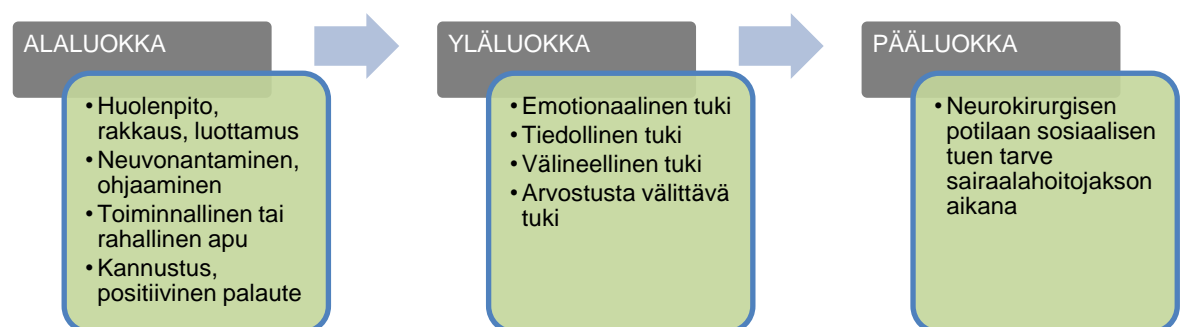 ALALUOKKA
• Huolenpito,
rakkaus, luottamus
• Neuvonantaminen,
ohjaaminen
• Toiminnallinen tai
rahallinen apu
• Kannustus,
positiivinen palaute
YLÄLUOKKA
• Emotionaalinen tuki
• Tiedollinen tuki
• Välineellinen tuki
• Arvostusta välittävä
tuki
PÄÄLUOKKA
• Neurokirurgisen
potilaan sosiaalisen
tuen tarve
sairaalahoitojakson
aikana